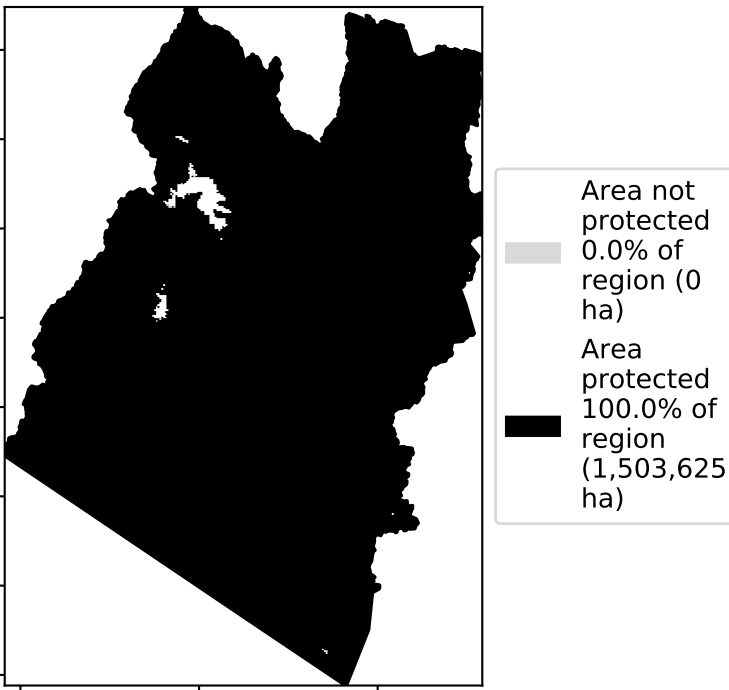 Area not
protected
0.0% of
region (0
ha)
Area
protected
100.0% of
region
(1,503,625
ha)